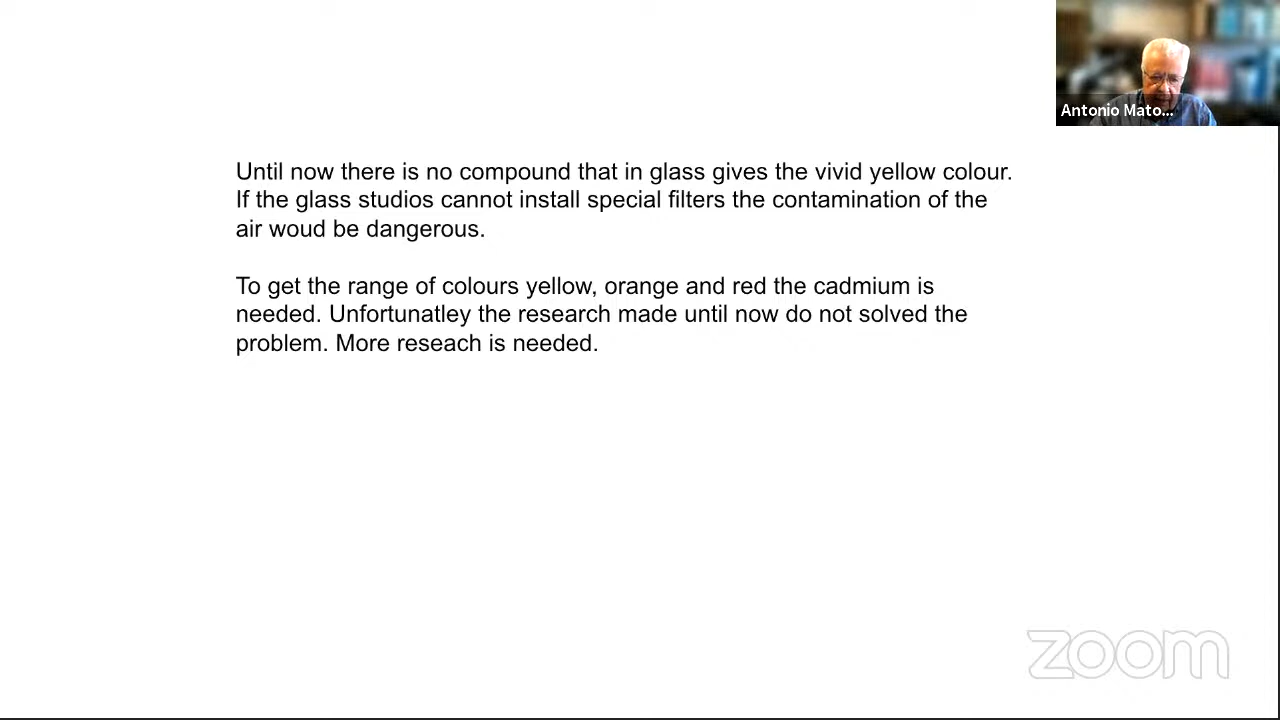 Antonio Mato...
Until now there is no compound that in glass gives the vivid yellow colour.
If the glass studios cannot install special filters the contamination of the
air woud be dangerous.
To get the range of colours yellow, orange and red the cadmium is
needed. Unfortunatley the research made until now do not solved the
problem. More reseach is needed.
zoom